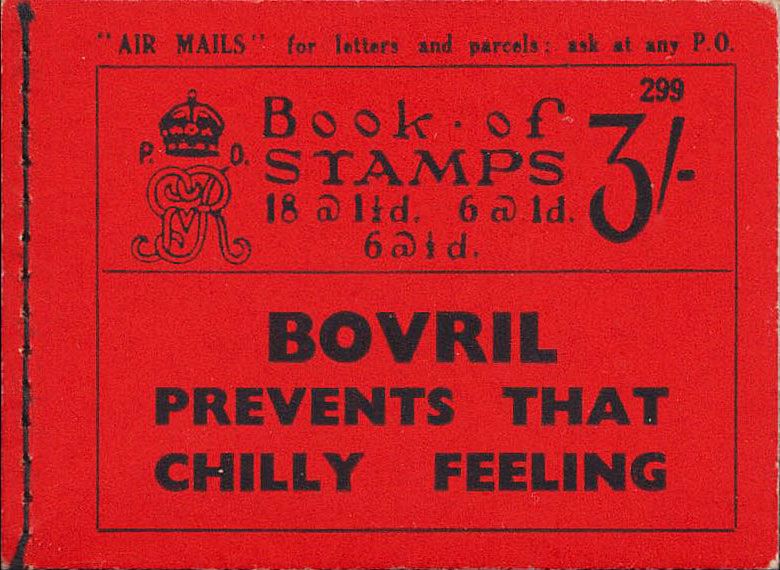 "AIR MAILS" for letters and parcels: ask at any P.O.
299
P. O.
Book · of
STAMPS
3/-
18 @ 1½d. 6 @ 1d.
6 @ ½d.
BOVRIL
PREVENTS THAT
CHILLY FEELING